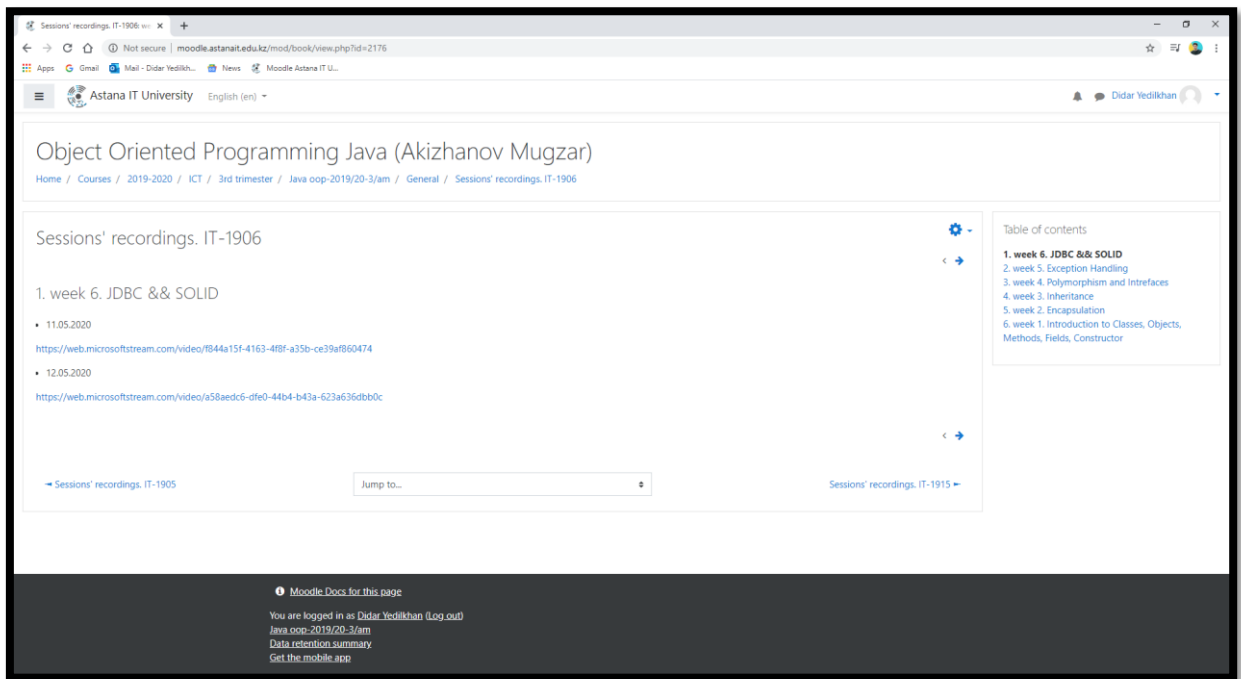 Sessions' recordings. IT-1906: we
Not secure | moodle.astanait.edu.kz/mod/book/view.php?id=2176
Apps Gmail Mail - Didar Yedilkh... News Moodle Astana IT U...
Astana IT University English (en) Didar Yedilkhan
Object Oriented Programming Java (Akizhanov Mugzar)
Home / Courses / 2019-2020 / ICT / 3rd trimester / Java oop-2019/20-3/am / General / Sessions' recordings. IT-1906
Sessions' recordings. IT-1906
1. week 6. JDBC && SOLID
• 11.05.2020
https://web.microsoftstream.com/video/f844a15f-4163-4f8f-a35b-ce39af860474
• 12.05.2020
https://web.microsoftstream.com/video/a58aedc6-dfe0-44b4-b43a-623a636dbb0c
Table of contents
1. week 6. JDBC && SOLID
2. week 5. Exception Handling
3. week 4. Polymorphism and Intrefaces
4. week 3. Inheritance
5. week 2. Encapsulation
6. week 1. Introduction to Classes, Objects,
Methods, Fields, Constructor
Sessions' recordings. IT-1905 Jump to... Sessions' recordings. IT-1915
Moodle Docs for this page
You are logged in as Didar Yedilkhan (Log out)
Java oop-2019/20-3/am
Data retention summary
Get the mobile app